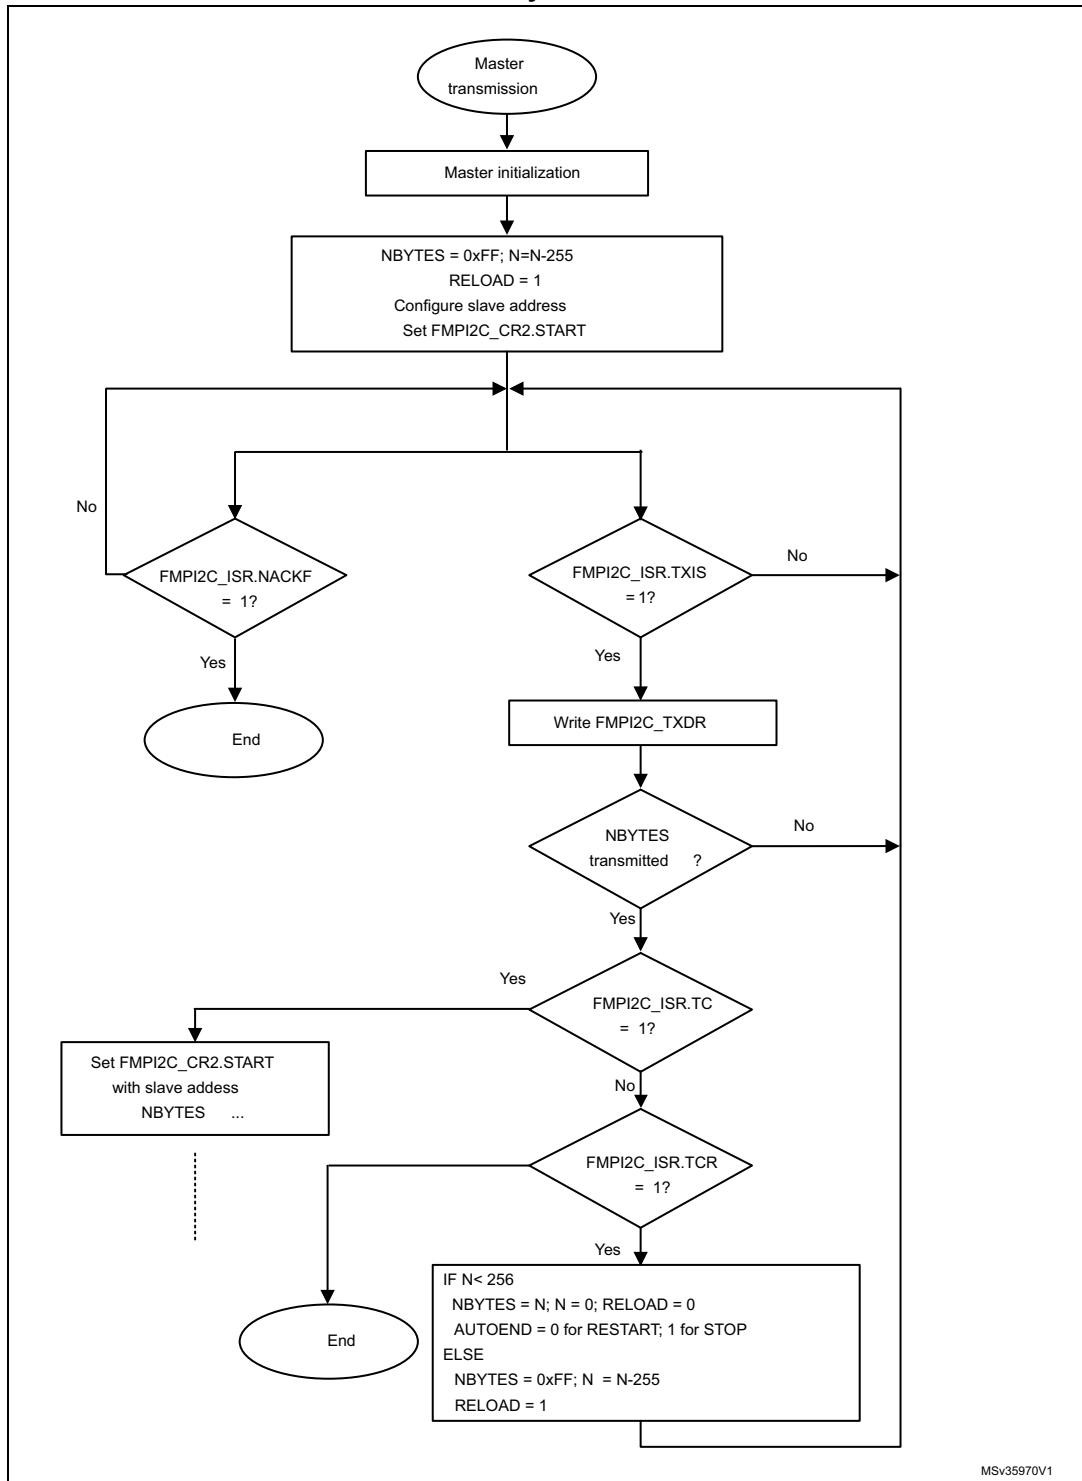 Master
transmission
Master initialization
NBYTES = 0xFF; N=N-255
RELOAD = 1
Configure slave address
Set FMPI2C_CR2.START
No
FMPI2C_ISR.NACKF
= 1?
Yes
End
FMPI2C_ISR.TXIS
=1?
No
Yes
Write FMPI2C_TXDR
NBYTES
transmitted ?
No
Yes
FMPI2C_ISR.TC
= 1?
Yes
Set FMPI2C_CR2.START
with slave addess
NBYTES ...
No
FMPI2C_ISR.TCR
= 1?
Yes
End
IF N< 256
NBYTES = N; N = 0; RELOAD = 0
AUTOEND = 0 for RESTART; 1 for STOP
ELSE
NBYTES = 0xFF; N = N-255
RELOAD = 1
MSv35970V1